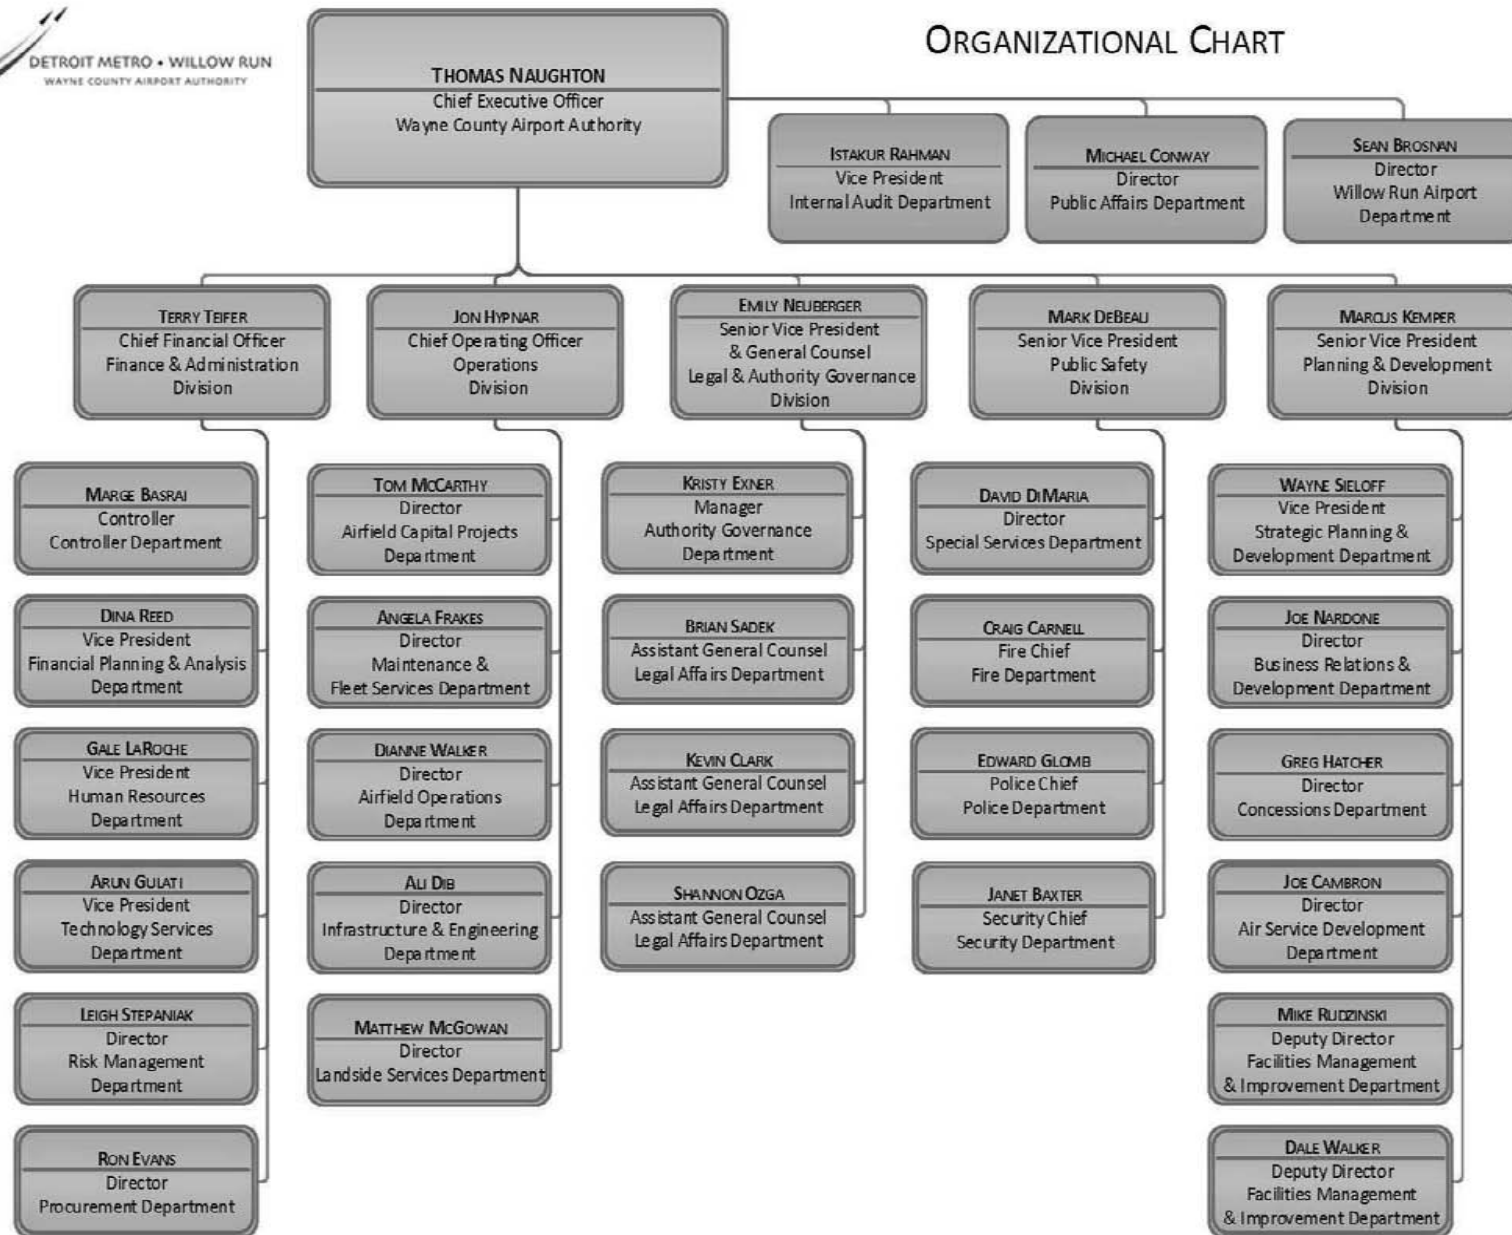 DETROIT METRO • WILLOW RUN
WAYNE COUNTY AIRPORT AUTHORITY
ORGANIZATIONAL CHART
THOMAS NAUGHTON
Chief Executive Officer
Wayne County Airport Authority
ISTAKUR RAHMAN
Vice President
Internal Audit Department
MICHAEL CONWAY
Director
Public Affairs Department
SEAN BROSNAN
Director
Willow Run Airport
Department
TERRY TEIFER
Chief Financial Officer
Finance & Administration
Division
JON HYPNAR
Chief Operating Officer
Operations
Division
EMILY NEUBERGER
Senior Vice President
& General Counsel
Legal & Authority Governance
Division
MARK DEBEAU
Senior Vice President
Public Safety
Division
MARCUS KEMPER
Senior Vice President
Planning & Development
Division
MARGE BASRAI
Controller
Controller Department
DINA REED
Vice President
Financial Planning & Analysis
Department
GALE LAROCHE
Vice President
Human Resources
Department
ARUN GULATI
Vice President
Technology Services
Department
LEIGH STEPANIAK
Director
Risk Management
Department
RON EVANS
Director
Procurement Department
TOM MCCARTHY
Director
Airfield Capital Projects
Department
ANGELA FRAKES
Director
Maintenance &
Fleet Services Department
DIANNE WALKER
Director
Airfield Operations
Department
ALI DIB
Director
Infrastructure & Engineering
Department
MATTHEW MCGOWAN
Director
Landside Services Department
KRISTY EXNER
Manager
Authority Governance
Department
BRIAN SADEK
Assistant General Counsel
Legal Affairs Department
KEVIN CLARK
Assistant General Counsel
Legal Affairs Department
SHANNON OZGA
Assistant General Counsel
Legal Affairs Department
DAVID DIMARIA
Director
Special Services Department
CRAIG CARNELL
Fire Chief
Fire Department
EDWARD GLOMB
Police Chief
Police Department
JANET BAXTER
Security Chief
Security Department
WAYNE SIELOFF
Vice President
Strategic Planning &
Development Department
JOE NARDONE
Director
Business Relations &
Development Department
GREG HATCHER
Director
Concessions Department
JOE CAMBRON
Director
Air Service Development
Department
MIKE RUDZINSKI
Deputy Director
Facilities Management
& Improvement Department
DALE WALKER
Deputy Director
Facilities Management
& Improvement Department